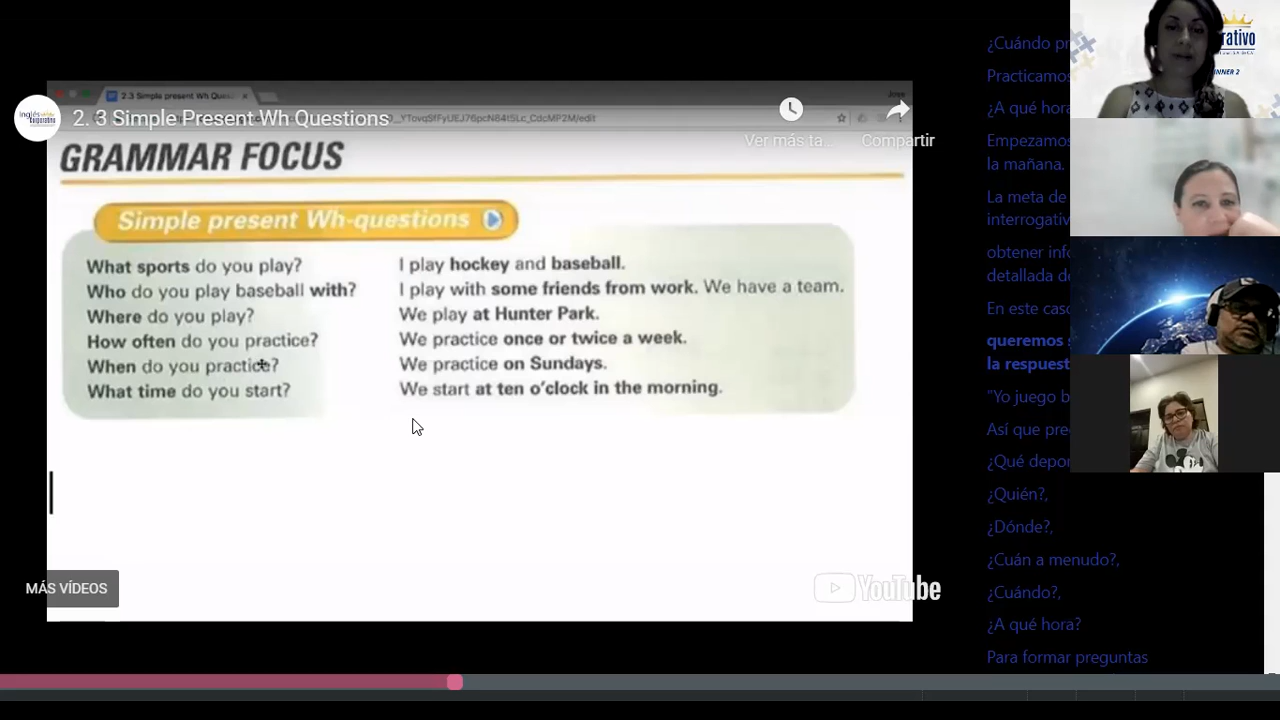 2. 3 Simple Present Wh Questions
Ver más ta...
Compartir
GRAMMAR FOCUS
Simple present Wh-questions
What sports do you play? I play hockey and baseball.
Who do you play baseball with? I play with some friends from work. We have a team.
Where do you play? We play at Hunter Park.
How often do you practice? We practice once or twice a week.
When do you practice? We practice on Sundays.
What time do you start? We start at ten o'clock in the morning.
MÁS VÍDEOS
YouTube
¿Cuándo
Practicamos
¿A qué hora
Empezamos
la mañana.
La meta de
interrogativ
obtener inf
detallada d
En este caso
queremos
la respuest
"Yo juego b
Así que pre
¿Qué depor
¿Quién?,
¿Dónde?,
¿Cuán a menudo?,
¿Cuándo?,
¿A qué hora?
Para formar preguntas
rativo
NNER 2